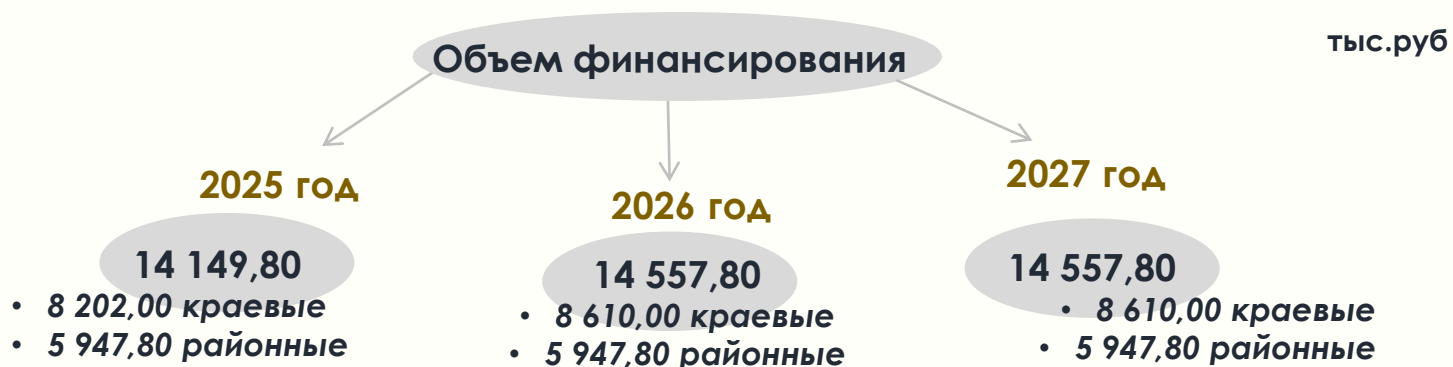 Объем финансирования
тыс.руб
2025 год
14 149,80
• 8 202,00 краевые
• 5 947,80 районные
2026 год
14 557,80
• 8 610,00 краевые
• 5 947,80 районные
2027 год
14 557,80
• 8 610,00 краевые
• 5 947,80 районные